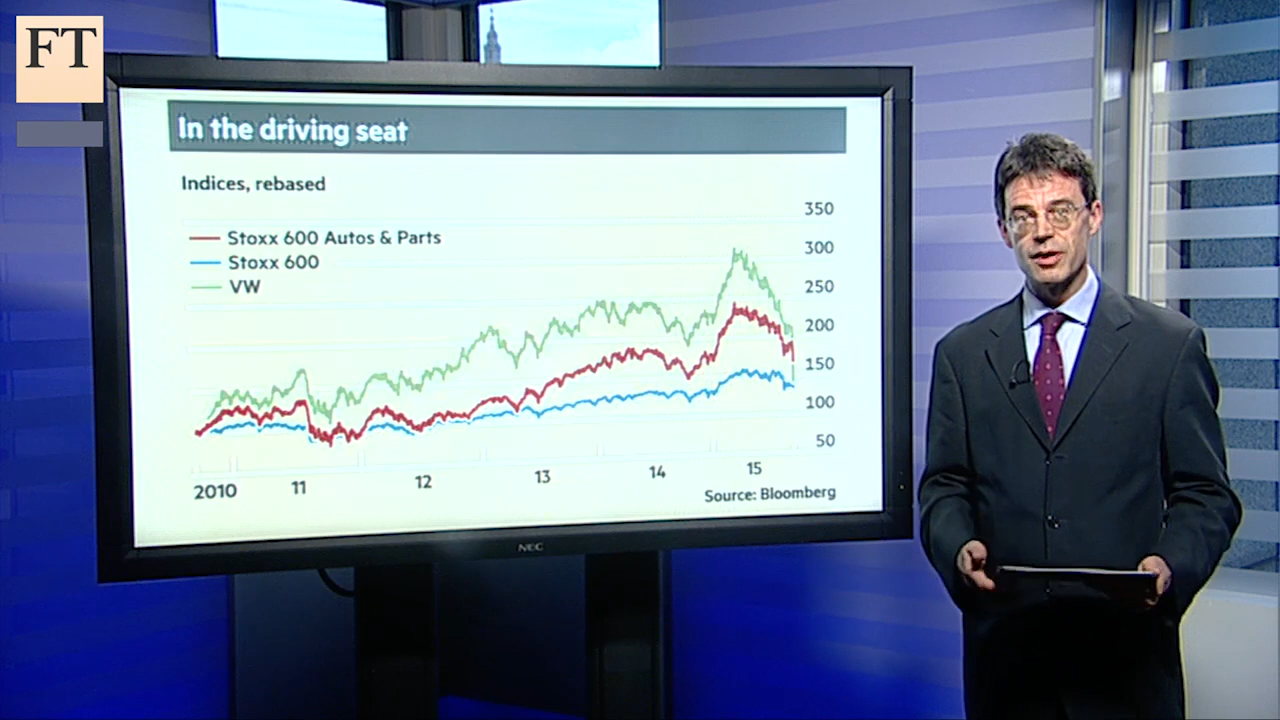 FT
In the driving seat
Indices, rebased
Stoxx 600 Autos & Parts
Stoxx 600
VW
350
300
250
200
150
100
50
2010 11 12 13 14 15
Source: Bloomberg
NEC